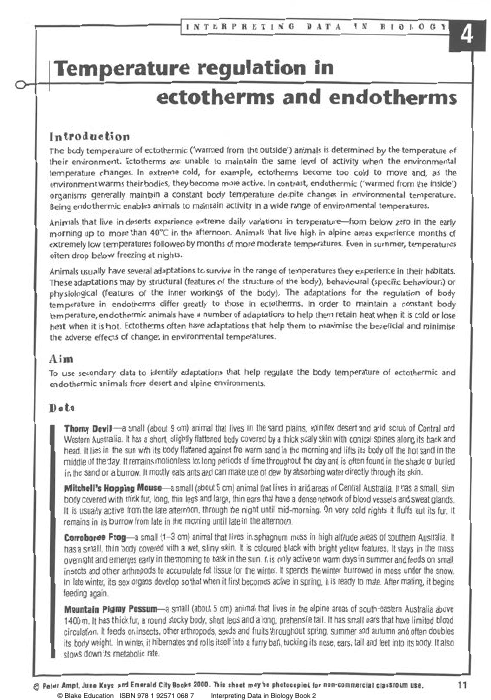 INTERPRETING DATA IN BIOLOGY
4
Temperature regulation in
ectotherms and endotherms
Introduction
The body temperature of ectothermic ('warmed from the outside') animals is determined by the temperature of
their environment. Ectotherms are unable to maintain the same level of activity when the environmental
temperature changes. In extreme cold, for example, ectotherms become too cold to move and, as the
environment warms their bodies, they become more active. In contrast, endothermic ('warmed from the inside')
organisms generally maintain a constant body temperature despite changes in environmental temperature.
Being endothermic enables animals to maintain activity in a wide range of environmental temperatures.
Animals that live in deserts experience extreme daily variations in temperature—from below zero in the early
morning up to more than 40°C in the afternoon. Animals that live high in alpine areas experience months of
extremely low temperatures followed by months of more moderate temperatures. Even in summer, temperatures
often drop below freezing at nights.
Animals usually have several adaptations to survive in the range of temperatures they experience in their habitats.
These adaptations may by structural (features of the structure of the body), behavioural (specific behaviours) or
physiological (features of the inner workings of the body). The adaptations for the regulation of body
temperature in endotherms differ greatly to those in ectotherms. In order to maintain a constant body
temperature, endothermic animals have a number of adaptations to help them retain heat when it is cold or lose
heat when it is hot. Ectotherms often have adaptations that help them to maximise the beneficial and minimise
the adverse effects of changes in environmental temperatures.
Aim
To use secondary data to identify adaptations that help regulate the body temperature of ectothermic and
endothermic animals from desert and alpine environments.
Data
Thorny Devil—a small (about 9 cm) animal that lives in the sand plains, spinifex desert and arid scrub of Central and
Western Australia. It has a short, slightly flattened body covered by a thick scaly skin with conical spines along its back and
head. It lies in the sun with its body flattened against the warm sand in the morning and lifts its body off the hot sand in the
middle of the day. It remains motionless for long periods of time throughout the day and is often found in the shade or buried
in the sand or a burrow. It mostly eats ants and can make use of dew by absorbing water directly through its skin.
Mitchell's Hopping Mouse—a small (about 5 cm) animal that lives in arid areas of Central Australia. It has a small, slim
body covered with thick fur, long, thin legs and large, thin ears that have a dense network of blood vessels and sweat glands.
It is usually active from the late afternoon, through the night until mid-morning. On very cold nights it fluffs out its fur. It
remains in its burrow from late in the morning until late in the afternoon.
Corroboree Frog—a small (1–3 cm) animal that lives in sphagnum moss in high altitude areas of southern Australia. It
has a small, thin body covered with a wet, slimy skin. It is coloured black with bright yellow features. It stays in the moss
overnight and emerges early in the morning to bask in the sun. It is only active on warm days in summer and feeds on small
insects and other arthropods to accumulate fat tissue for the winter. It spends the winter burrowed in moss under the snow.
In late winter, its sex organs develop so that when it first becomes active in spring, it is ready to mate. After mating, it begins
feeding again.
Mountain Pigmy Possum—a small (about 5 cm) animal that lives in the alpine areas of south-eastern Australia above
1400 m. It has thick fur, a round stocky body, short legs and a long, prehensile tail. It has small ears that have limited blood
circulation. It feeds on insects, other arthropods, seeds and fruits throughout spring, summer and autumn and often doubles
its body weight. In winter, it hibernates and rolls itself into a furry ball, tucking its nose, ears, tail and feet into its body. It also
slows down its metabolic rate.
© Peter Ampt, June Keys and Emerald City Books 2000. This sheet may be photocopied for non-commercial classroom use.
11
© Blake Education ISBN 978 1 92571 068 7 Interpreting Data in Biology Book 2